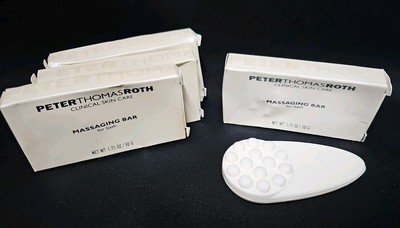 PETERTHOMASROTH
CLINICAL SKIN CARE
MASSAGING BAR
for bath
NET WT 1.75 OZ / 50 G
PETERTHOMASROTH
CLINICAL SKIN CARE
MASSAGING BAR
for bath
NET WT 1.75 OZ / 50 G